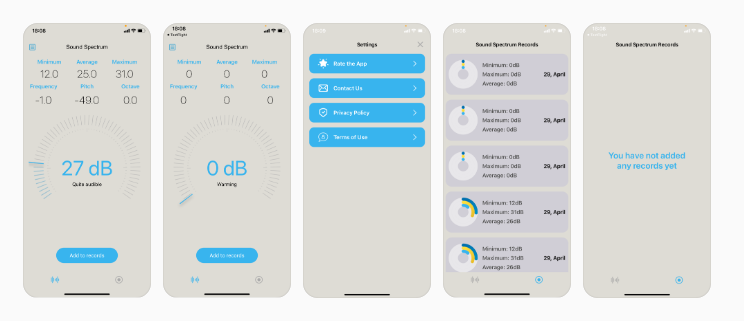 18:08
Sound Spectrum
Minimum Average Maximum
12.0 25.0 31.0
Frequency Pitch Octave
-1.0 -49.0 0.0
27 dB
Quite audible
Add to records
18:08
Sound Spectrum
Minimum Average Maximum
0 0 0
Frequency Pitch Octave
0 0 0
0 dB
Warming
Add to records
18:08
Settings
Rate the App
Contact Us
Privacy Policy
Terms of Use
18:08
Sound Spectrum Records
Minimum: 0dB
Maximum: 0dB 29, April
Average: 0dB
Minimum: 0dB
Maximum: 0dB 29, April
Average: 0dB
Minimum: 0dB
Maximum: 0dB 29, April
Average: 0dB
Minimum: 12dB
Maximum: 31dB 29, April
Average: 26dB
Minimum: 12dB
Maximum: 31dB 29, April
Average: 26dB
18:08
Sound Spectrum Records
You have not added
any records yet